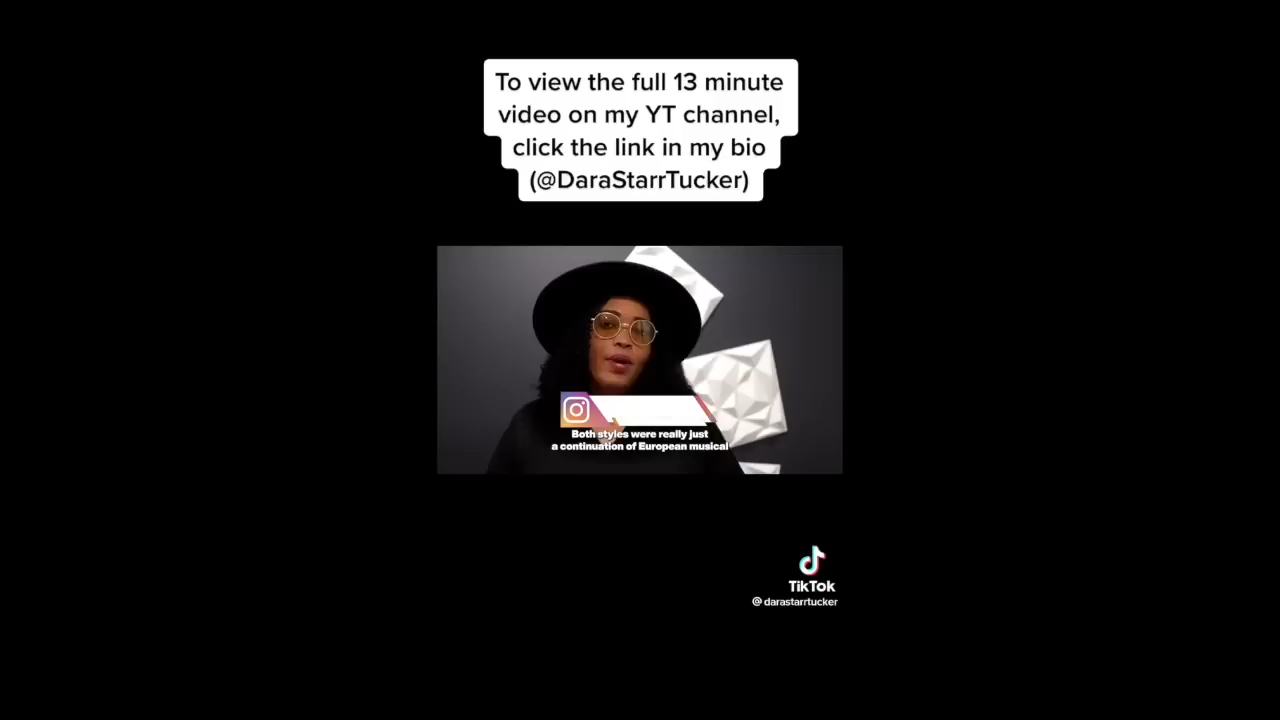 To view the full 13 minute
video on my YT channel,
click the link in my bio
(@DaraStarrTucker)
Both styles were really just
a continuation of European musical
TikTok
@darastarrtucker